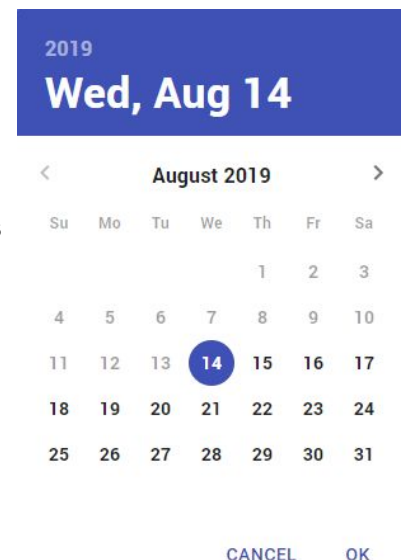 2019
Wed, Aug 14
< August 2019 >
Su Mo Tu We Th Fr Sa
1 2 3
4 5 6 7 8 9 10
11 12 13 14 15 16 17
18 19 20 21 22 23 24
25 26 27 28 29 30 31
CANCEL OK